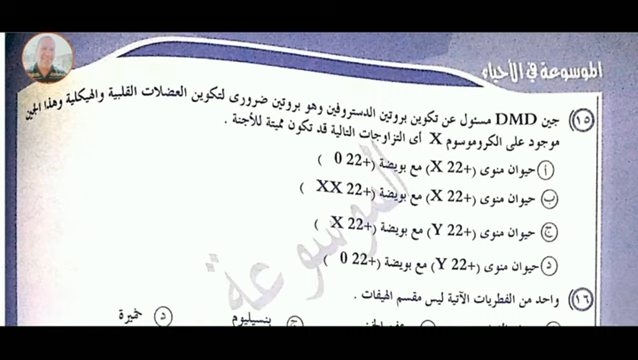 الموسوعة في الأحياء
١٥ جين DMD مسئول عن تكوين بروتين الدستروفين وهو بروتين ضرورى لتكوين العضلات القلبية والهيكلية وهذا الجين
موجود على الكروموسوم X أى التزاوجات التالية قد تكون مميتة للأجنة .
أ حيوان منوى (X 22+) مع بويضة (0 22+)
ب حيوان منوى (X 22+) مع بويضة (XX 22+)
ج حيوان منوى (Y 22+) مع بويضة (X 22+)
د حيوان منوى (Y 22+) مع بويضة (0 22+)
الموسوعة
١٦ واحد من الفطريات الآتية ليس مقسم الهيفات .
ج بنسيليوم د خميرة